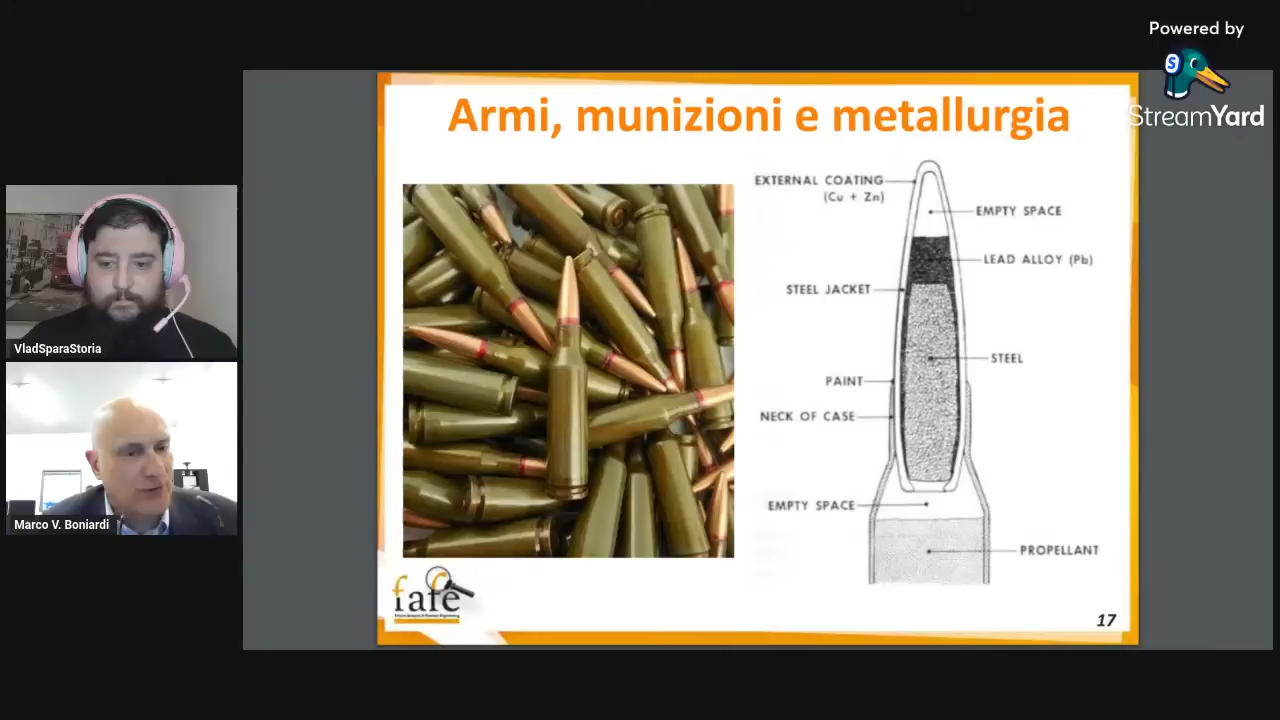 Powered by
StreamYard
Armi, munizioni e metallurgia
EXTERNAL COATING
(Cu + Zn)
EMPTY SPACE
LEAD ALLOY (Pb)
STEEL JACKET
STEEL
PAINT
NECK OF CASE
EMPTY SPACE
PROPELLANT
fafe
17
VladSparaStoria
Marco V. Boniardi